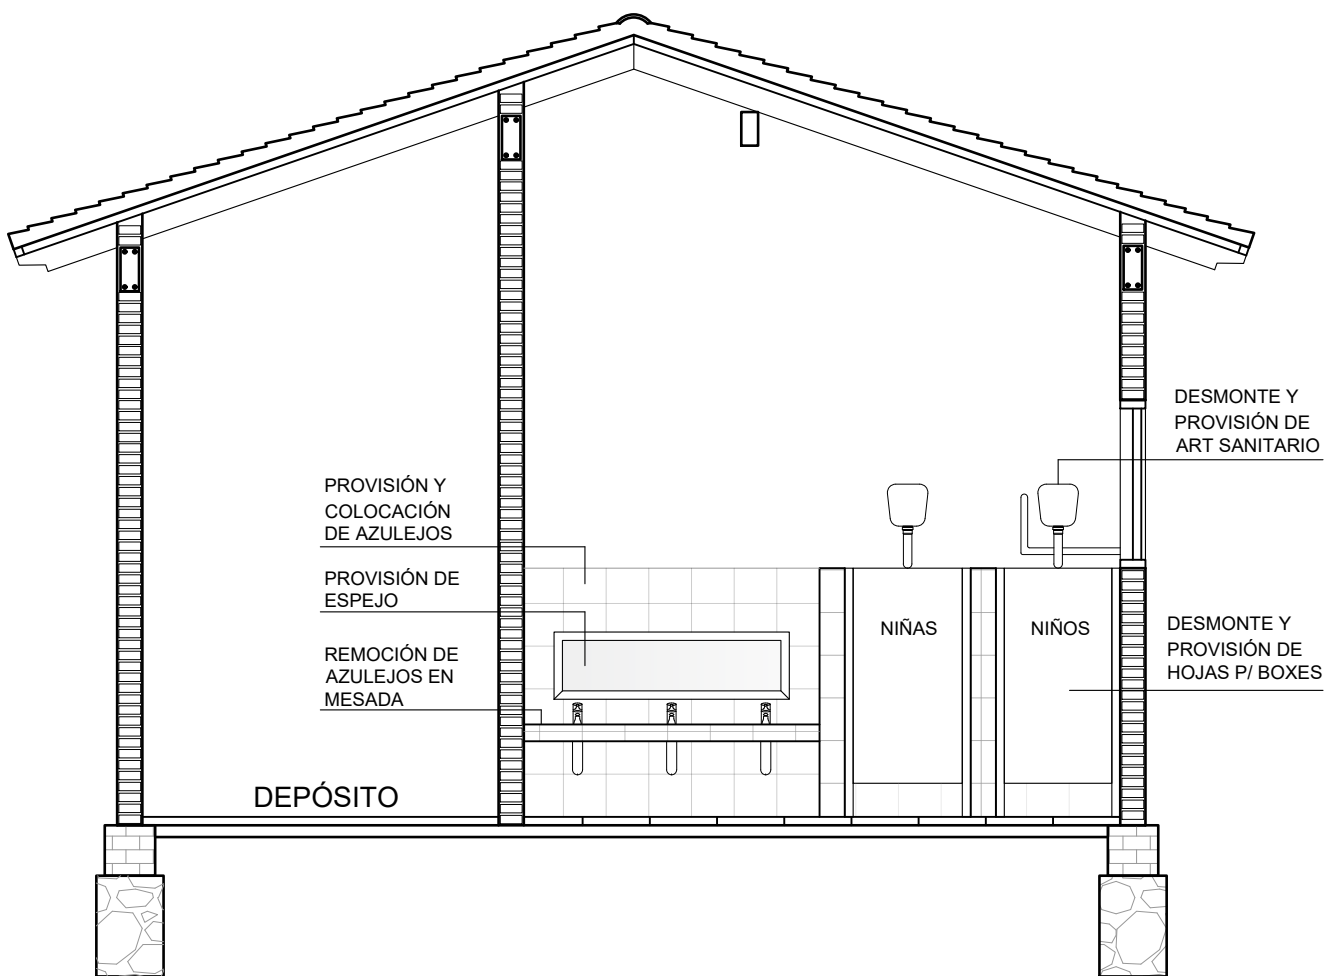 DESMONTE Y
PROVISIÓN DE
ART SANITARIO
PROVISIÓN Y
COLOCACIÓN
DE AZULEJOS
PROVISIÓN DE
ESPEJO
REMOCIÓN DE
AZULEJOS EN
MESADA
NIÑAS
NIÑOS
DESMONTE Y
PROVISIÓN DE
HOJAS P/ BOXES
DEPÓSITO